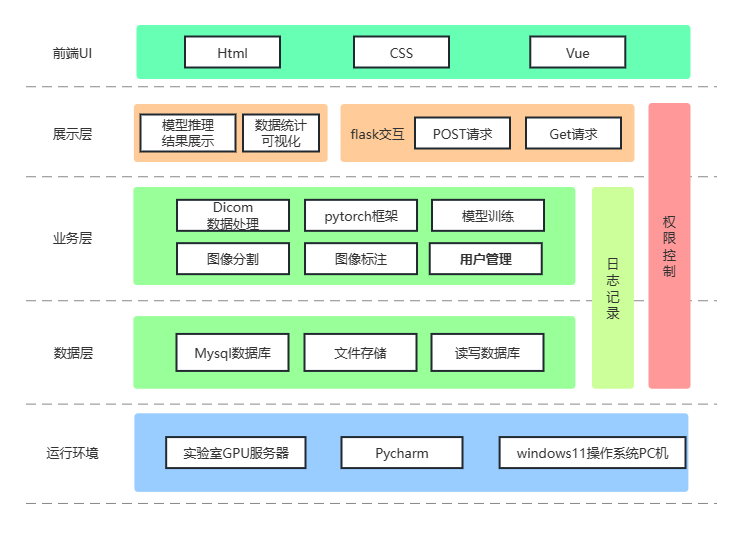 前端UI
Html
CSS
Vue
展示层
模型推理
结果展示
数据统计
可视化
flask交互
POST请求
Get请求
业务层
Dicom
数据处理
pytorch框架
模型训练
图像分割
图像标注
用户管理
日志记录
权限控制
数据层
Mysql数据库
文件存储
读写数据库
运行环境
实验室GPU服务器
Pycharm
windows11操作系统PC机